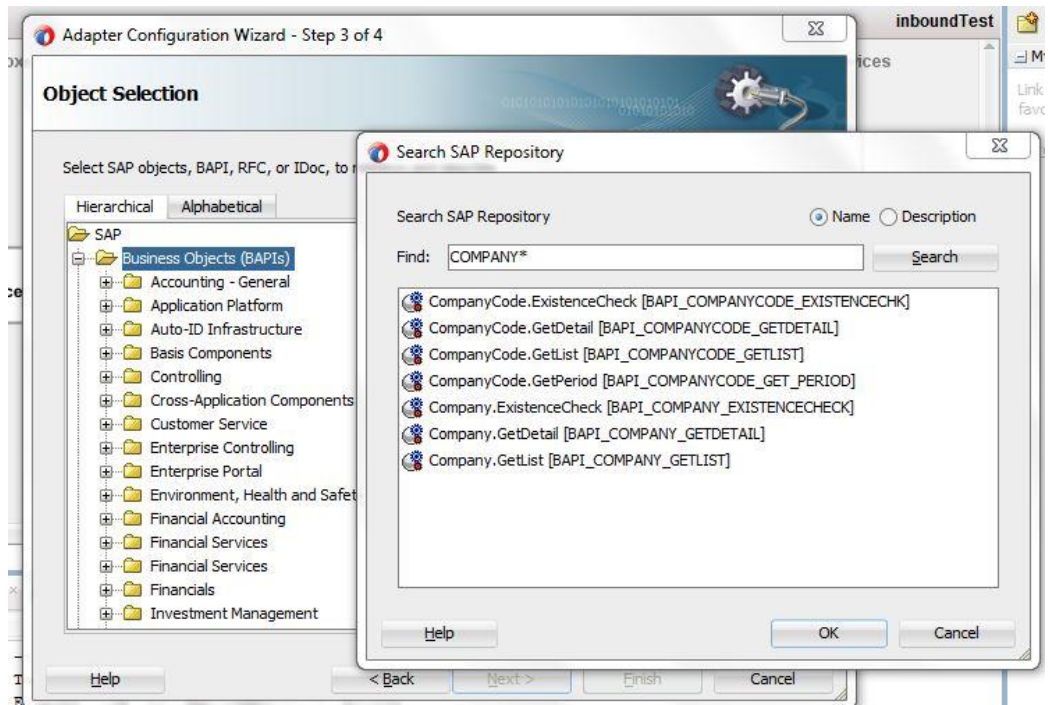 inboundTest
Adapter Configuration Wizard - Step 3 of 4
Object Selection
Select SAP objects, BAPI, RFC, or IDoc, to
Hierarchical
Alphabetical
SAP
Business Objects (BAPIs)
Accounting - General
Application Platform
Auto-ID Infrastructure
Basis Components
Controlling
Cross-Application Components
Customer Service
Enterprise Controlling
Enterprise Portal
Environment, Health and Safet
Financial Accounting
Financial Services
Financial Services
Financials
Investment Management
Help
< Back
Next >
Finish
Cancel
Search SAP Repository
Search SAP Repository
Name
Description
Find:
COMPANY*
Search
CompanyCode.ExistenceCheck [BAPI_COMPANYCODE_EXISTENCECHK]
CompanyCode.GetDetail [BAPI_COMPANYCODE_GETDETAIL]
CompanyCode.GetList [BAPI_COMPANYCODE_GETLIST]
CompanyCode.GetPeriod [BAPI_COMPANYCODE_GET_PERIOD]
Company.ExistenceCheck [BAPI_COMPANY_EXISTENCECHECK]
Company.GetDetail [BAPI_COMPANY_GETDETAIL]
Company.GetList [BAPI_COMPANY_GETLIST]
Help
OK
Cancel
ices
My
Link
favo